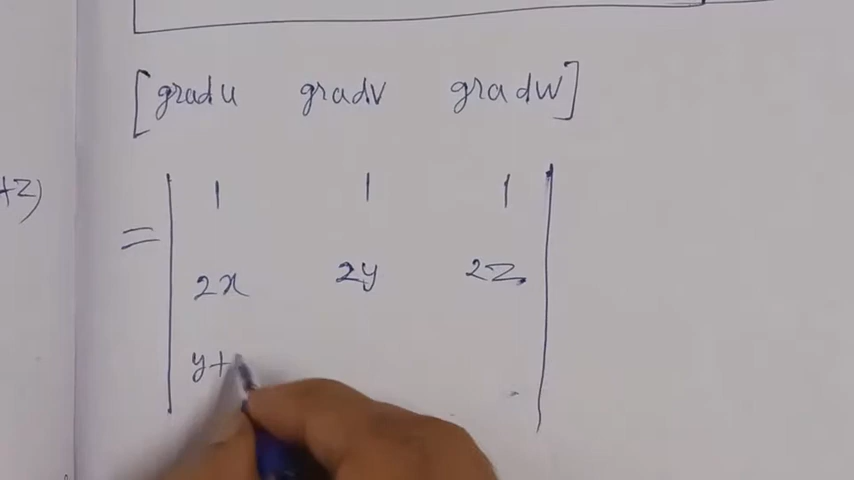 [gradu gradv gradw]
+z)
= | 1 1 1 |
2x 2y 2z
y+